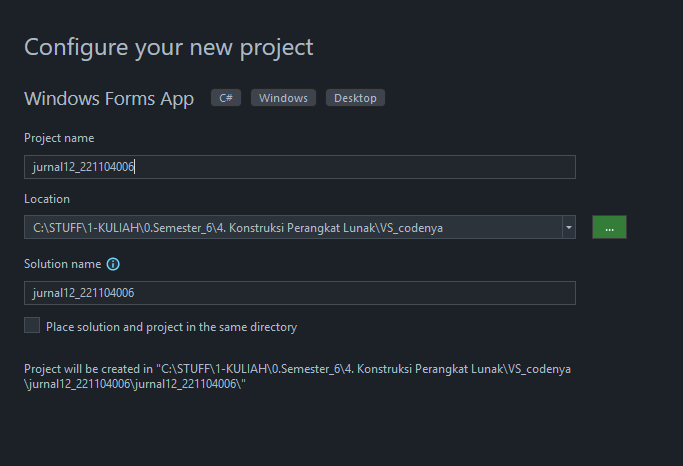 Configure your new project
Windows Forms App C# Windows Desktop
Project name
jurnal12_221104006
Location
C:\STUFF\1-KULIAH\0.Semester_6\4. Konstruksi Perangkat Lunak\VS_codenya
...
Solution name
jurnal12_221104006
Place solution and project in the same directory
Project will be created in "C:\STUFF\1-KULIAH\0.Semester_6\4. Konstruksi Perangkat Lunak\VS_codenya
\jurnal12_221104006\jurnal12_221104006\"